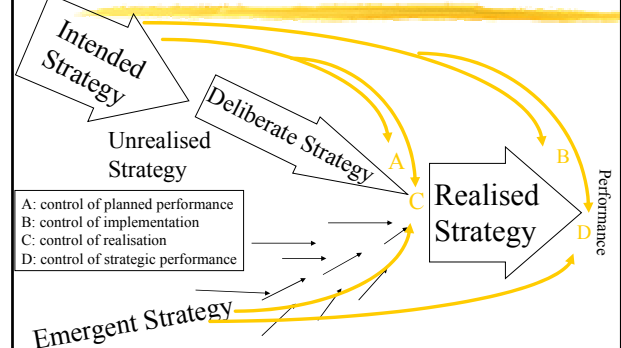 Intended
Strategy
Deliberate Strategy
Unrealised
Strategy
A
B
C
D
Realised
Strategy
Performance
A: control of planned performance
B: control of implementation
C: control of realisation
D: control of strategic performance
Emergent Strategy